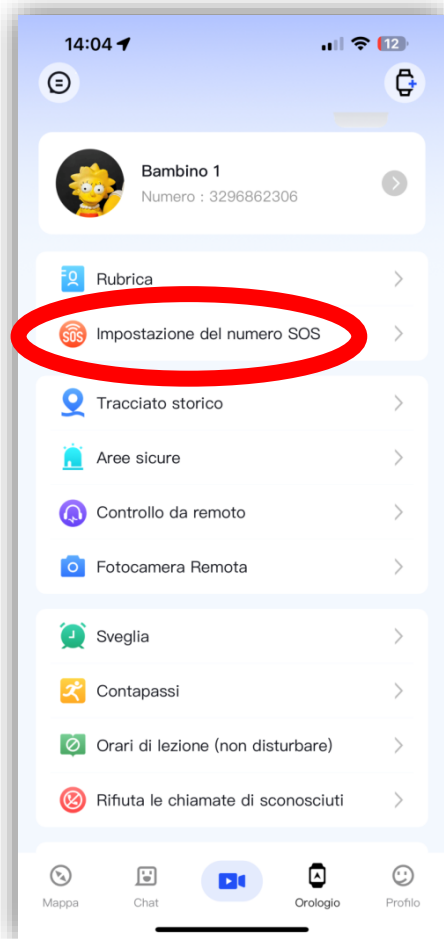 14:04
12
Bambino 1
Numero : 3296862306
Rubrica
SOS Impostazione del numero SOS
Tracciato storico
Aree sicure
Controllo da remoto
Fotocamera Remota
Sveglia
Contapassi
Orari di lezione (non disturbare)
Rifiuta le chiamate di sconosciuti
Mappa
Chat
Orologio
Profilo